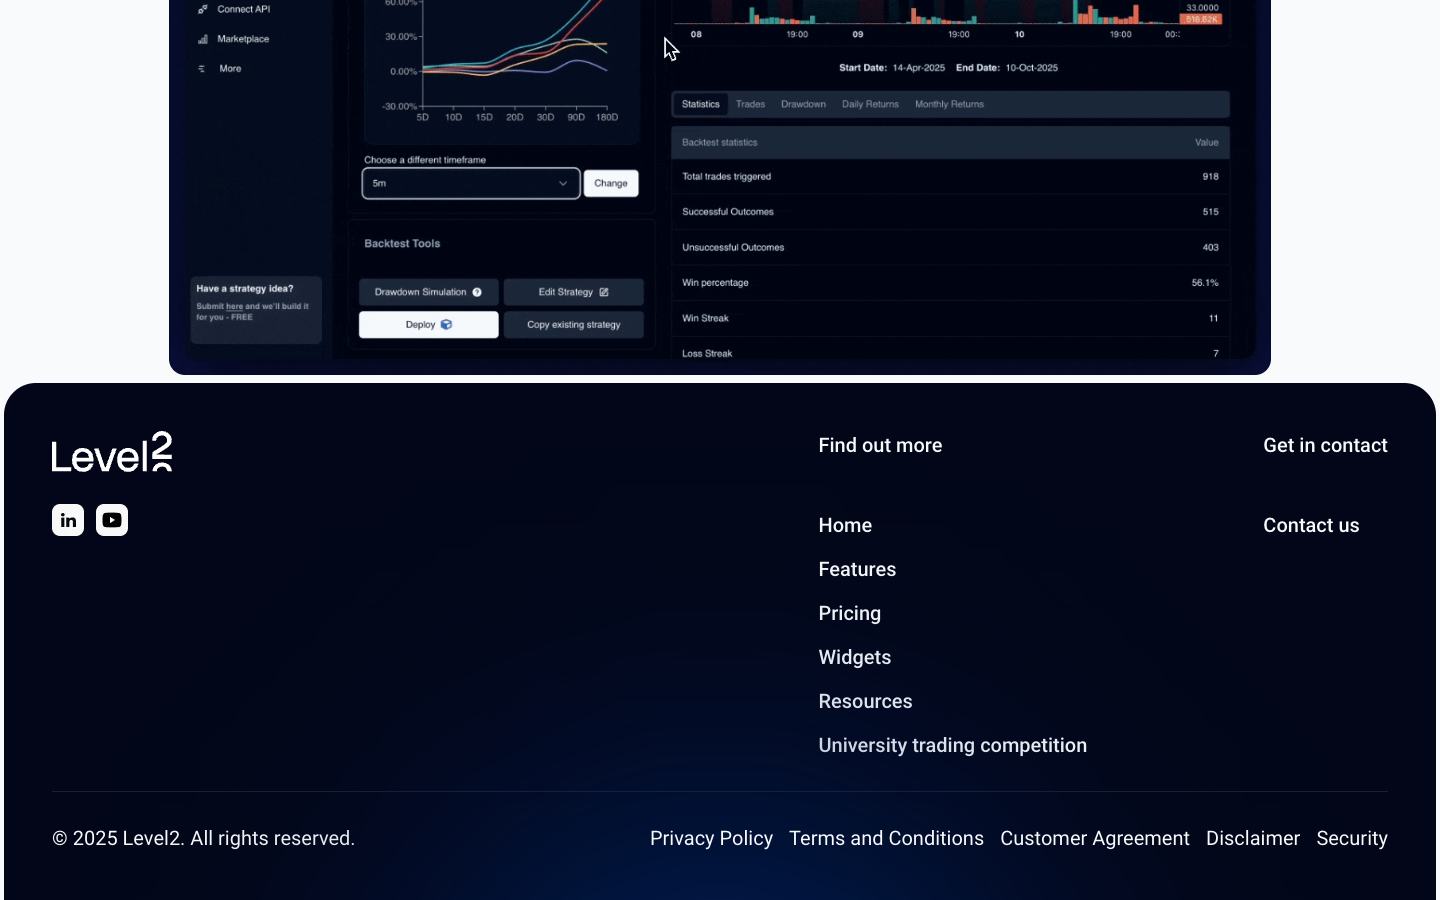 Connect API
Marketplace
More
60.00%
30.00%
0.00%
-30.00%
5D 10D 15D 20D 30D 90D 180D
Choose a different timeframe
5m
Change
Backtest Tools
Drawdown Simulation ?
Edit Strategy
Deploy
Copy existing strategy
Have a strategy idea?
Submit here and we'll build it
for you - FREE
33.0000
516.62K
08 19:00 09 19:00 10 19:00 00:
Start Date: 14-Apr-2025 End Date: 10-Oct-2025
Statistics Trades Drawdown Daily Returns Monthly Returns
Backtest statistics Value
Total trades triggered 918
Successful Outcomes 515
Unsuccessful Outcomes 403
Win percentage 56.1%
Win Streak 11
Loss Streak 7
Level2
in
Find out more
Home
Features
Pricing
Widgets
Resources
University trading competition
Get in contact
Contact us
© 2025 Level2. All rights reserved.
Privacy Policy Terms and Conditions Customer Agreement Disclaimer Security